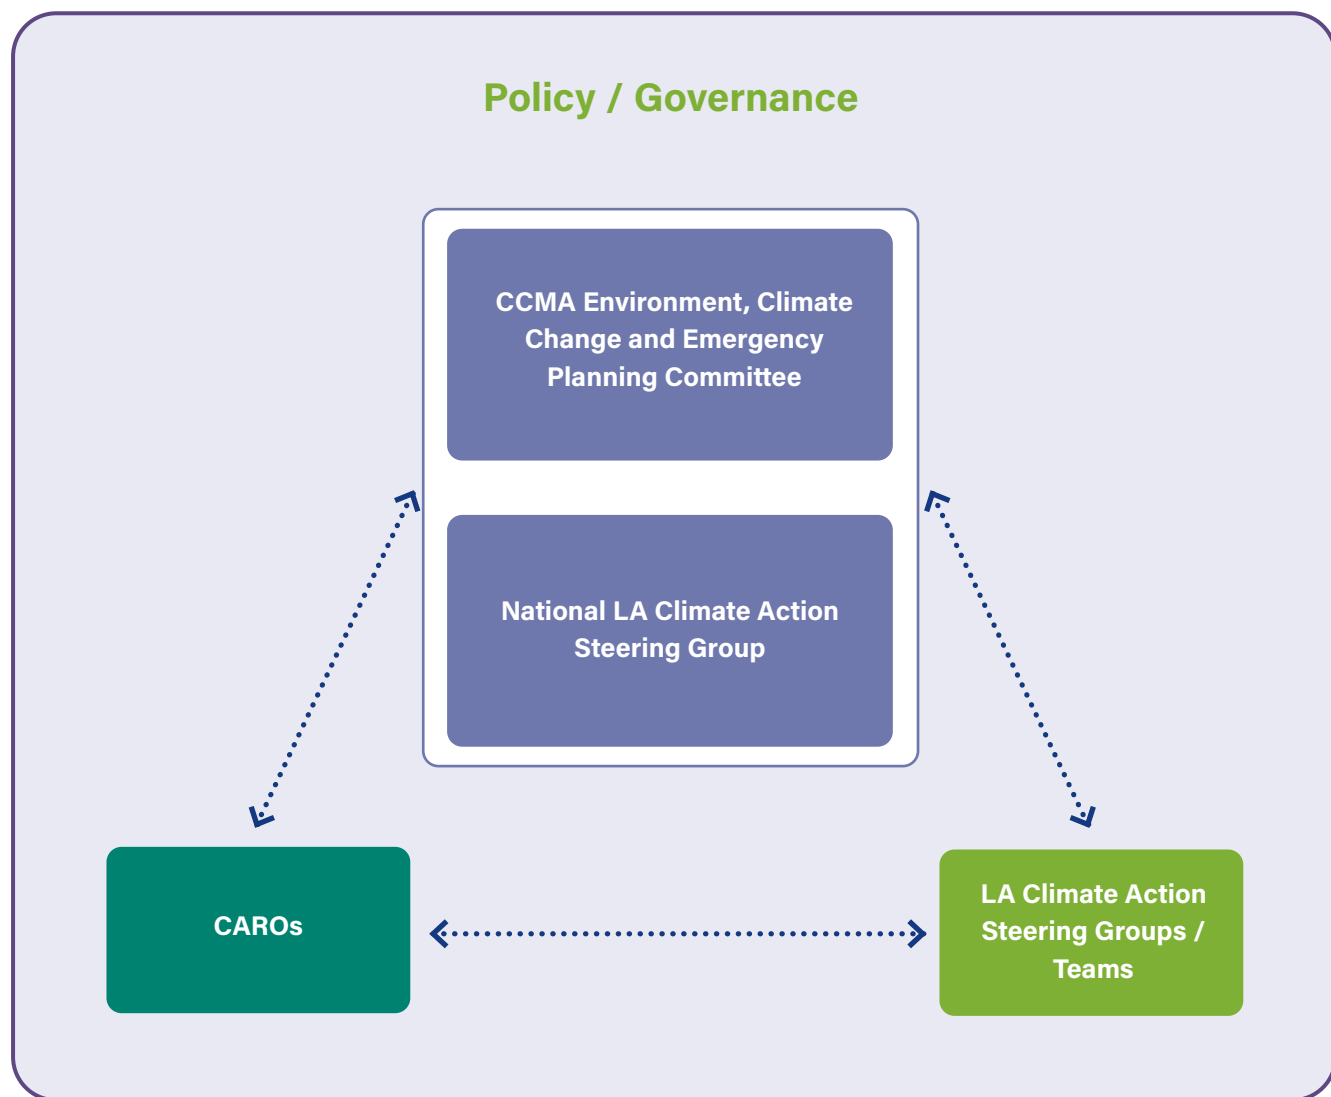 Policy / Governance
CCMA Environment, Climate
Change and Emergency
Planning Committee
National LA Climate Action
Steering Group
CAROs
LA Climate Action
Steering Groups /
Teams